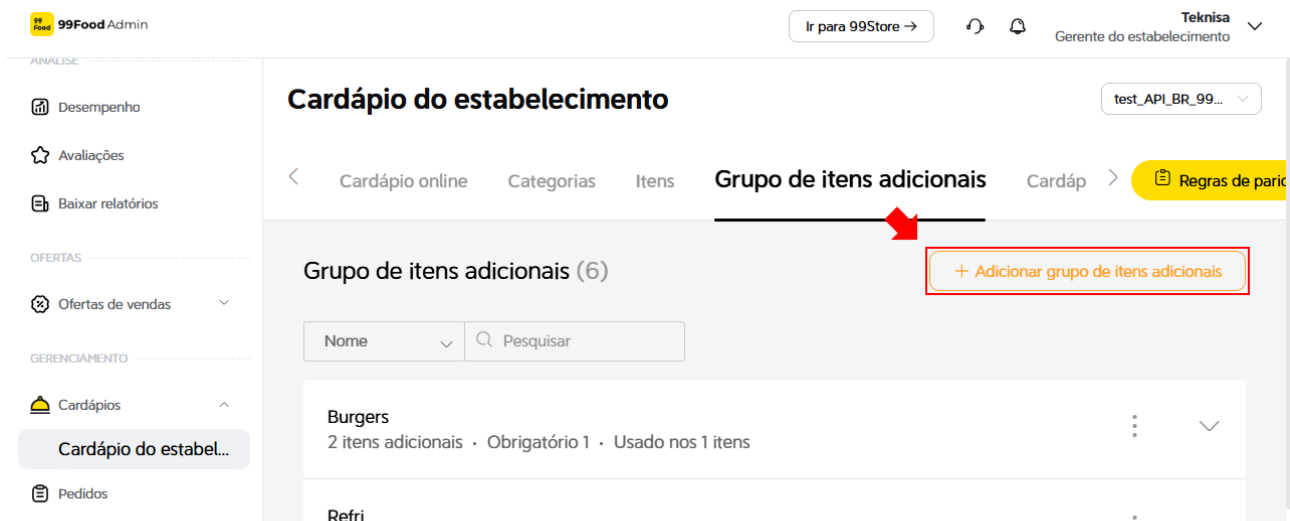 99 Food 99Food Admin
Ir para 99Store →
Teknisa
Gerente do estabelecimento
ANÁLISE
Desempenho
Avaliações
Baixar relatórios
OFERTAS
Ofertas de vendas
GERENCIAMENTO
Cardápios
Cardápio do estabel...
Pedidos
Cardápio do estabelecimento
test_API_BR_99...
Cardápio online
Categorias
Itens
Grupo de itens adicionais
Cardáp
Regras de paric
Grupo de itens adicionais (6)
+ Adicionar grupo de itens adicionais
Nome
Pesquisar
Burgers
2 itens adicionais · Obrigatório 1 · Usado nos 1 itens
Refri